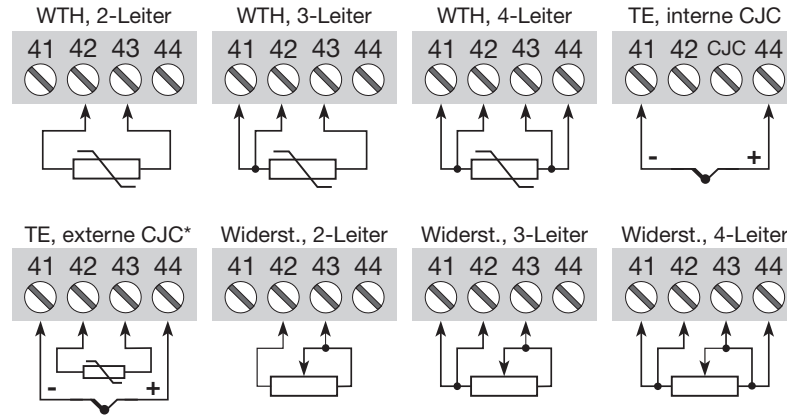 WTH, 2-Leiter
41 42 43 44
WTH, 3-Leiter
41 42 43 44
WTH, 4-Leiter
41 42 43 44
TE, interne CJC
41 42 CJC 44
- +
TE, externe CJC*
41 42 43 44
- +
Widerst., 2-Leiter
41 42 43 44
Widerst., 3-Leiter
41 42 43 44
Widerst., 4-Leiter
41 42 43 44